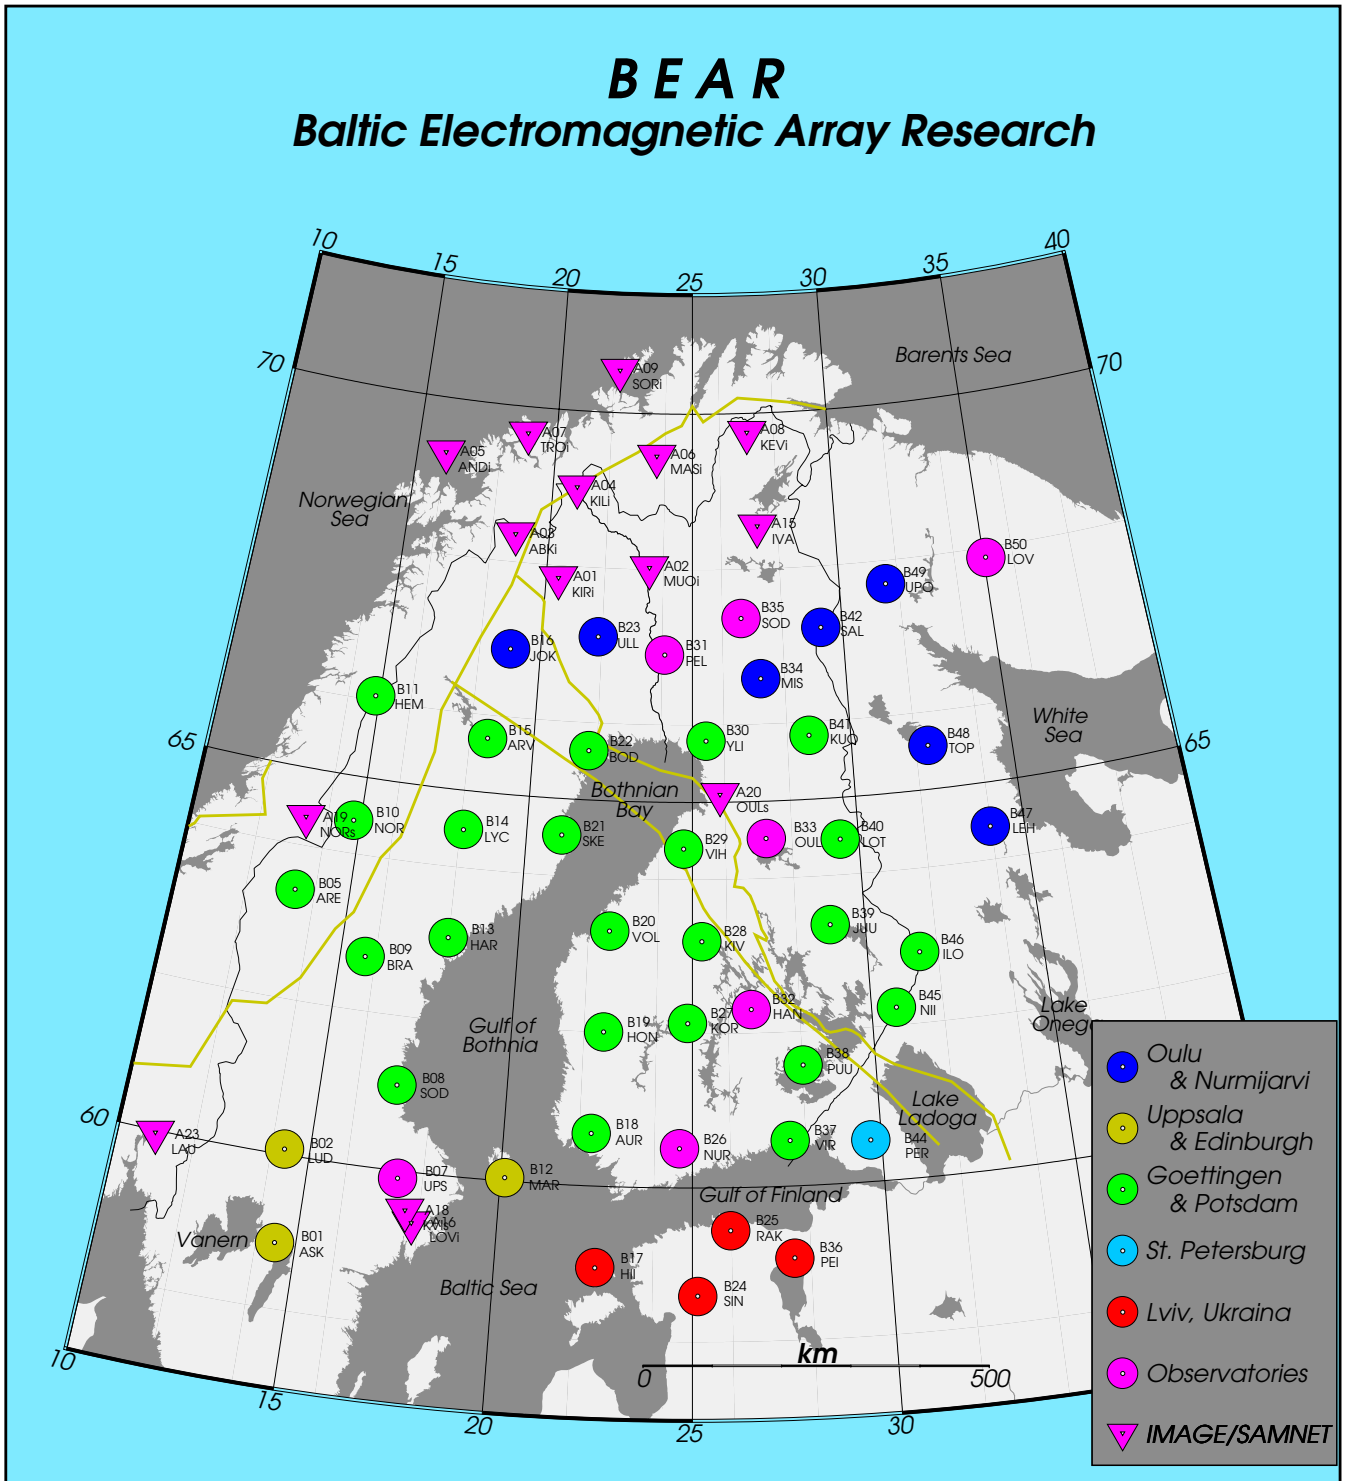 B E A R
Baltic Electromagnetic Array Research
10
15
20
25
30
35
40
70
70
Barents Sea
A09
SORi
A07
TROi
A08
KEVi
A05
ANDi
A06
MASi
A04
KILi
Norwegian
Sea
A15
IVA
A03
ABKi
B50
LOV
A02
MUOi
A01
KIRi
B49
UPO
B35
SOD
B42
SAL
B23
ULL
B16
JOK
B31
PEL
B34
MIS
B11
HEM
White
Sea
B15
ARV
B22
BOD
B30
YLI
B41
KUO
B48
TOP
65
65
Bothnian
Bay
A20
OULs
A19
NORs
B10
NOR
B14
LYC
B21
SKE
B29
VIH
B33
OUL
B40
LOT
B47
LEH
B05
ARE
B13
HAR
B20
VOL
B28
KIV
B39
JUU
B46
ILO
B09
BRA
B32
HAN
B45
NII
Lake
Oneg
Gulf of
Bothnia
B19
HON
B27
KOR
B38
PUU
B08
SOD
Lake
Ladoga
60
A23
LAU
B02
LUD
B18
AUR
B26
NUR
B37
VIR
B44
PER
B07
UPS
B12
MAR
Gulf of Finland
A18
KVIs
A16
LOVi
Vanern
B01
ASK
B25
RAK
B36
PEI
B17
HII
B24
SIN
Baltic Sea
km
0
500
10
15
20
25
30
Oulu
& Nurmijarvi
Uppsala
& Edinburgh
Goettingen
& Potsdam
St. Petersburg
Lviv, Ukraina
Observatories
IMAGE/SAMNET